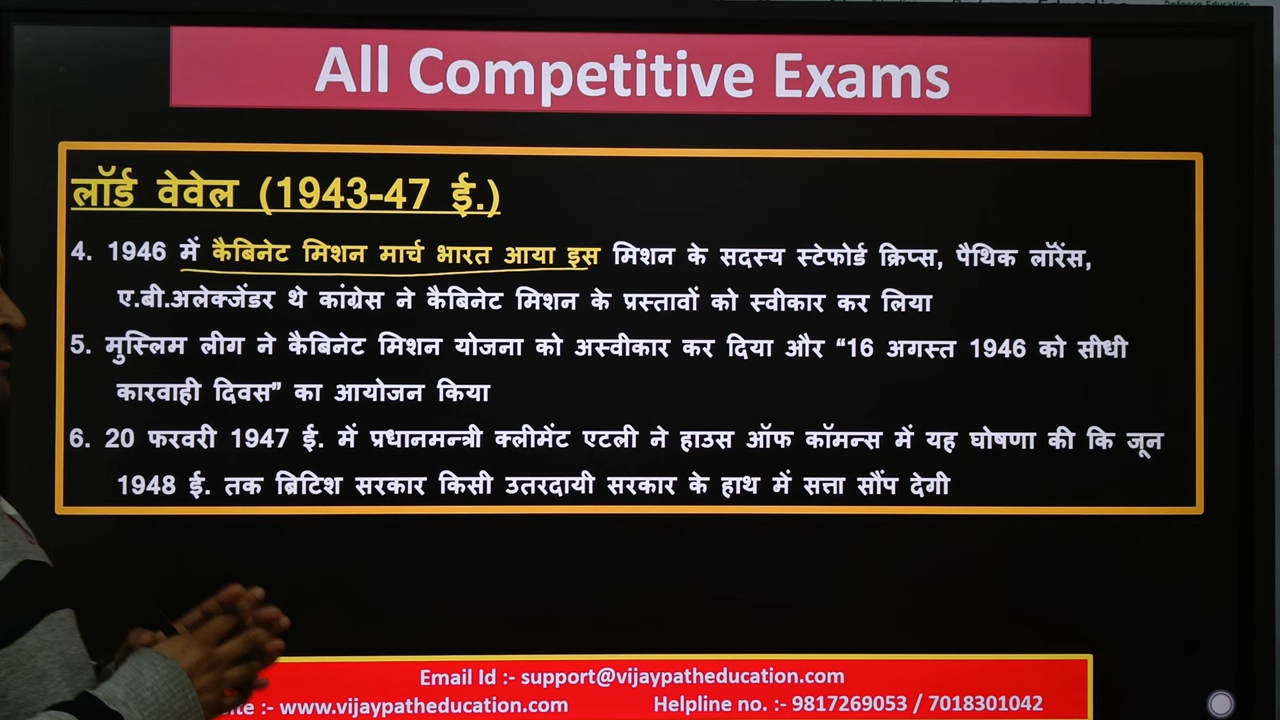 All Competitive Exams
लॉर्ड वेवेल (1943-47 ई.)
4. 1946 में कैबिनेट मिशन मार्च भारत आया इस मिशन के सदस्य स्टेफोर्ड क्रिप्स, पैथिक लॉरेंस,
ए.बी.अलेक्जेंडर थे कांग्रेस ने कैबिनेट मिशन के प्रस्तावों को स्वीकार कर लिया
5. मुस्लिम लीग ने कैबिनेट मिशन योजना को अस्वीकार कर दिया और “16 अगस्त 1946 को सीधी
कारवाही दिवस” का आयोजन किया
6. 20 फरवरी 1947 ई. में प्रधानमन्त्री क्लीमेंट एटली ने हाउस ऑफ कॉमन्स में यह घोषणा की कि जून
1948 ई. तक ब्रिटिश सरकार किसी उतरदायी सरकार के हाथ में सत्ता सौंप देगी
Email Id :- support@vijaypatheducation.com
:- www.vijaypatheducation.com Helpline no. :- 9817269053 / 7018301042